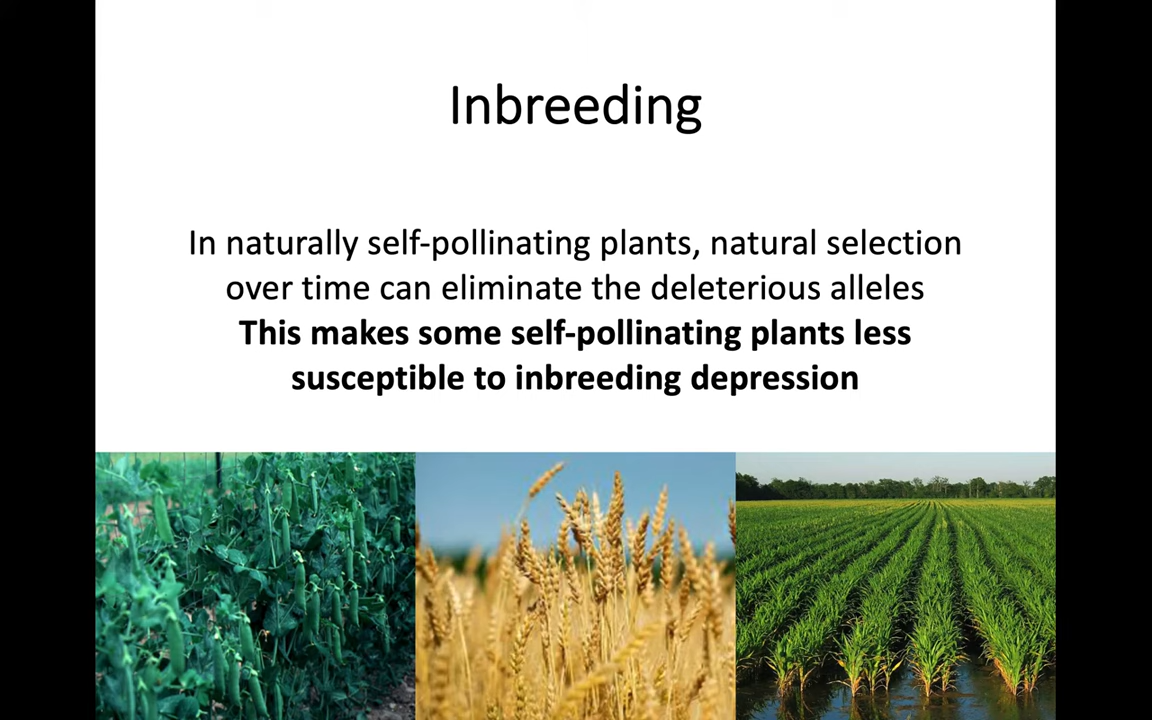 Inbreeding
In naturally self-pollinating plants, natural selection
over time can eliminate the deleterious alleles
This makes some self-pollinating plants less
susceptible to inbreeding depression